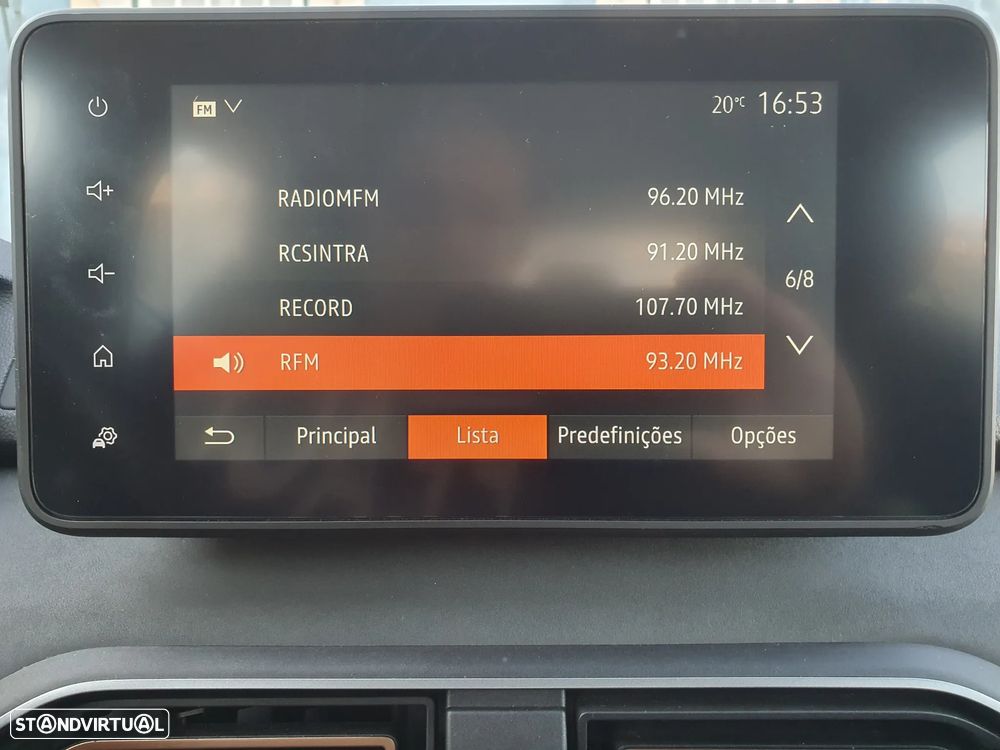 FM 20°C 16:53
RADIOMFM 96.20 MHz
RCSINTRA 91.20 MHz
6/8
RECORD 107.70 MHz
RFM 93.20 MHz
Principal Lista Predefinições Opções
STANDVIRTUAL